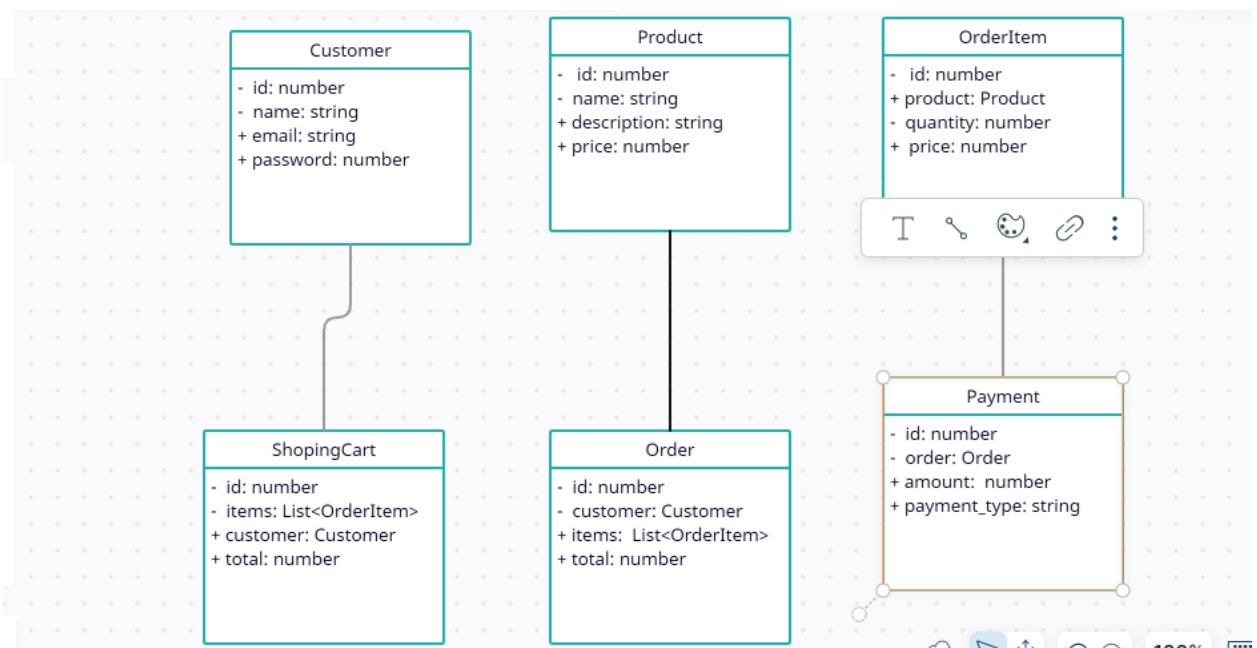 Customer
- id: number
- name: string
+ email: string
+ password: number
Product
- id: number
- name: string
+ description: string
+ price: number
OrderItem
- id: number
+ product: Product
- quantity: number
+ price: number
T
ShopingCart
- id: number
- items: List<OrderItem>
+ customer: Customer
+ total: number
Order
- id: number
- customer: Customer
+ items: List<OrderItem>
+ total: number
Payment
- id: number
- order: Order
+ amount: number
+ payment_type: string